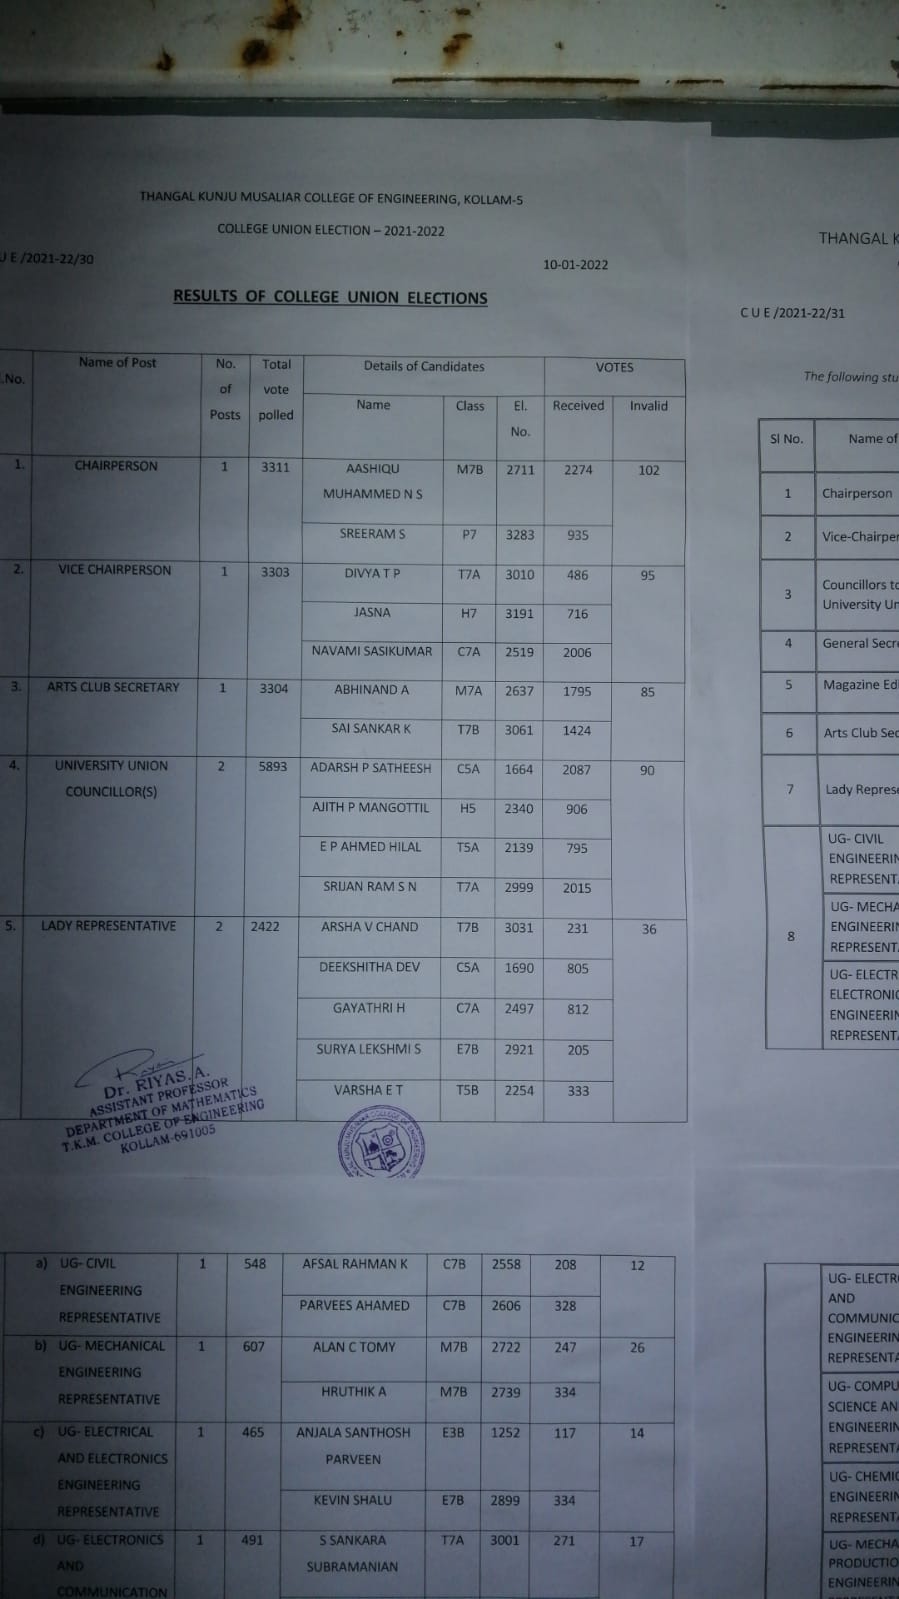 THANGAL KUNJU MUSALIAR COLLEGE OF ENGINEERING, KOLLAM-5
COLLEGE UNION ELECTION – 2021-2022
U E /2021-22/30
10-01-2022
RESULTS OF COLLEGE UNION ELECTIONS
.No. Name of Post No. of Posts Total vote polled Details of Candidates VOTES
Name Class El. No. Received Invalid
1. CHAIRPERSON 1 3311 AASHIQU M7B 2711 2274 102
MUHAMMED N S
SREERAM S P7 3283 935
2. VICE CHAIRPERSON 1 3303 DIVYA T P T7A 3010 486 95
JASNA H7 3191 716
NAVAMI SASIKUMAR C7A 2519 2006
3. ARTS CLUB SECRETARY 1 3304 ABHINAND A M7A 2637 1795 85
SAI SANKAR K T7B 3061 1424
4. UNIVERSITY UNION 2 5893 ADARSH P SATHEESH C5A 1664 2087 90
COUNCILLOR(S) AJITH P MANGOTTIL H5 2340 906
E P AHMED HILAL T5A 2139 795
SRIJAN RAM S N T7A 2999 2015
5. LADY REPRESENTATIVE 2 2422 ARSHA V CHAND T7B 3031 231 36
DEEKSHITHA DEV C5A 1690 805
GAYATHRI H C7A 2497 812
SURYA LEKSHMI S E7B 2921 205
VARSHA E T T5B 2254 333
Dr. RIYAS. A.
ASSISTANT PROFESSOR
DEPARTMENT OF MATHEMATICS
T.K.M. COLLEGE OF ENGINEERING
KOLLAM-691005
a) UG- CIVIL 1 548 AFSAL RAHMAN K C7B 2558 208 12
ENGINEERING
REPRESENTATIVE PARVEES AHAMED C7B 2606 328
b) UG- MECHANICAL 1 607 ALAN C TOMY M7B 2722 247 26
ENGINEERING
REPRESENTATIVE HRUTHIK A M7B 2739 334
c) UG- ELECTRICAL 1 465 ANJALA SANTHOSH E3B 1252 117 14
AND ELECTRONICS PARVEEN
ENGINEERING
REPRESENTATIVE KEVIN SHALU E7B 2899 334
d) UG- ELECTRONICS 1 491 S SANKARA T7A 3001 271 17
AND SUBRAMANIAN
COMMUNICATION
THANGAL K
C U E /2021-22/31
The following stu
Sl No. Name of
1 Chairperson
2 Vice-Chairper
3 Councillors to
University Un
4 General Secre
5 Magazine Edi
6 Arts Club Sec
7 Lady Represe
8 UG- CIVIL
ENGINEERIN
REPRESENTA
UG- MECHA
ENGINEERIN
REPRESENTA
UG- ELECTR
ELECTRONIC
ENGINEERIN
REPRESENTA
UG- ELECTR
AND
COMMUNIC
ENGINEERIN
REPRESENTA
UG- COMPU
SCIENCE AN
ENGINEERIN
REPRESENTA
UG- CHEMIC
ENGINEERIN
REPRESENTA
UG- MECHA
PRODUCTIO
ENGINEERIN